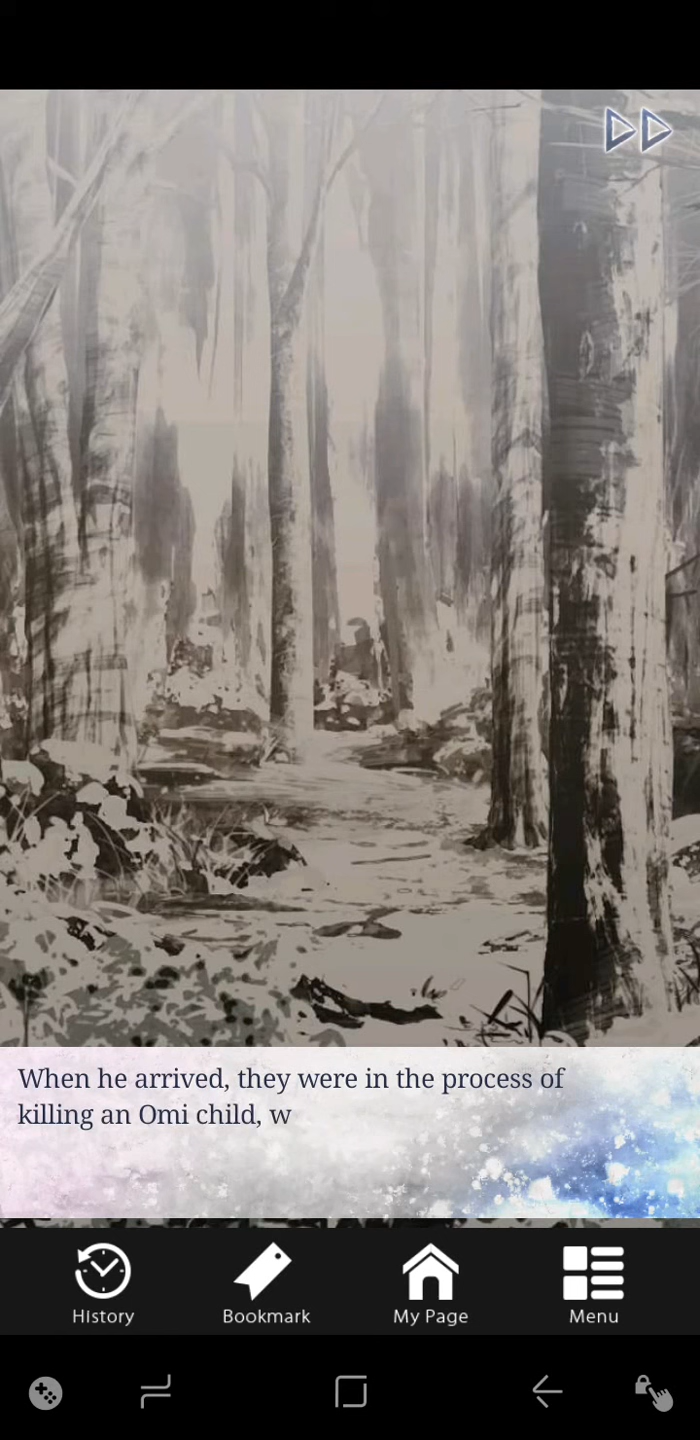 When he arrived, they were in the process of
killing an Omi child, w
History
Bookmark
My Page
Menu